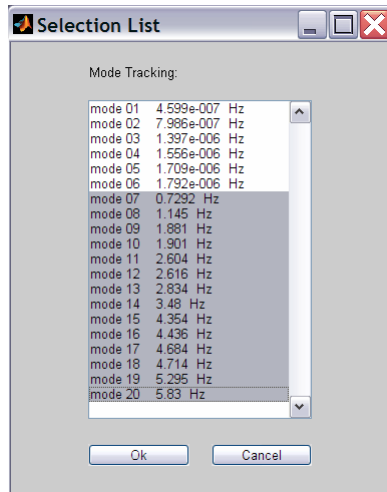 Selection List
Mode Tracking:
mode 01 4.599e-007 Hz
mode 02 7.986e-007 Hz
mode 03 1.397e-006 Hz
mode 04 1.556e-006 Hz
mode 05 1.709e-006 Hz
mode 06 1.792e-006 Hz
mode 07 0.7292 Hz
mode 08 1.145 Hz
mode 09 1.881 Hz
mode 10 1.901 Hz
mode 11 2.604 Hz
mode 12 2.616 Hz
mode 13 2.834 Hz
mode 14 3.48 Hz
mode 15 4.354 Hz
mode 16 4.436 Hz
mode 17 4.684 Hz
mode 18 4.714 Hz
mode 19 5.295 Hz
mode 20 5.83 Hz
Ok Cancel